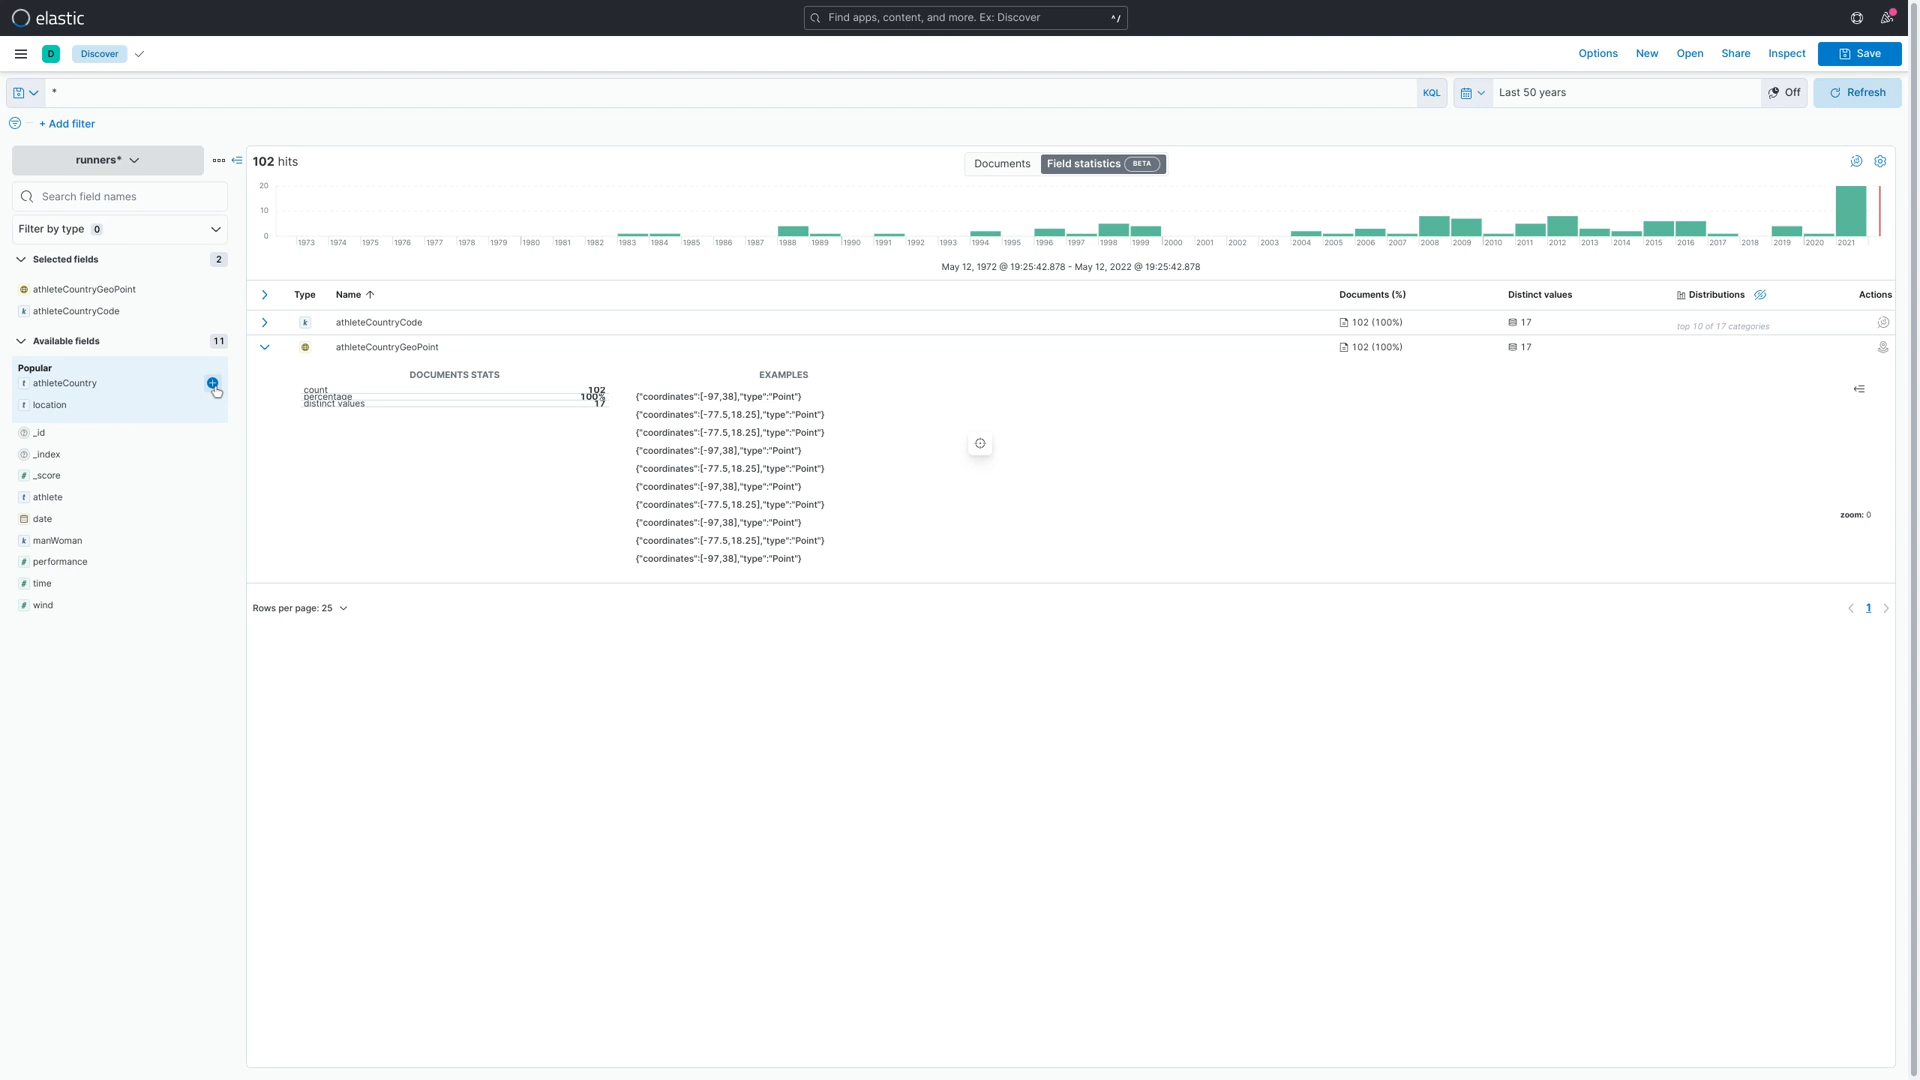 elastic
Find apps, content, and more. Ex: Discover ^/
D Discover
Options New Open Share Inspect Save
* KQL Last 50 years Off Refresh
+ Add filter
runners*
Search field names
Filter by type 0
Selected fields 2
athleteCountryGeoPoint
k athleteCountryCode
Available fields 11
Popular
t athleteCountry
t location
_id
_index
# _score
t athlete
date
k manWoman
# performance
# time
# wind
102 hits
Documents Field statistics BETA
20
10
0
1973 1974 1975 1976 1977 1978 1979 1980 1981 1982 1983 1984 1985 1986 1987 1988 1989 1990 1991 1992 1993 1994 1995 1996 1997 1998 1999 2000 2001 2002 2003 2004 2005 2006 2007 2008 2009 2010 2011 2012 2013 2014 2015 2016 2017 2018 2019 2020 2021
May 12, 1972 @ 19:25:42.878 - May 12, 2022 @ 19:25:42.878
Type Name Documents (%) Distinct values Distributions Actions
k athleteCountryCode 102 (100%) 17 top 10 of 17 categories
athleteCountryGeoPoint 102 (100%) 17
DOCUMENTS STATS
count 102
percentage 100%
distinct values 17
EXAMPLES
{"coordinates":[-97,38],"type":"Point"}
{"coordinates":[-77.5,18.25],"type":"Point"}
{"coordinates":[-77.5,18.25],"type":"Point"}
{"coordinates":[-97,38],"type":"Point"}
{"coordinates":[-77.5,18.25],"type":"Point"}
{"coordinates":[-97,38],"type":"Point"}
{"coordinates":[-77.5,18.25],"type":"Point"}
{"coordinates":[-97,38],"type":"Point"}
{"coordinates":[-77.5,18.25],"type":"Point"}
{"coordinates":[-97,38],"type":"Point"}
zoom: 0
Rows per page: 25
1